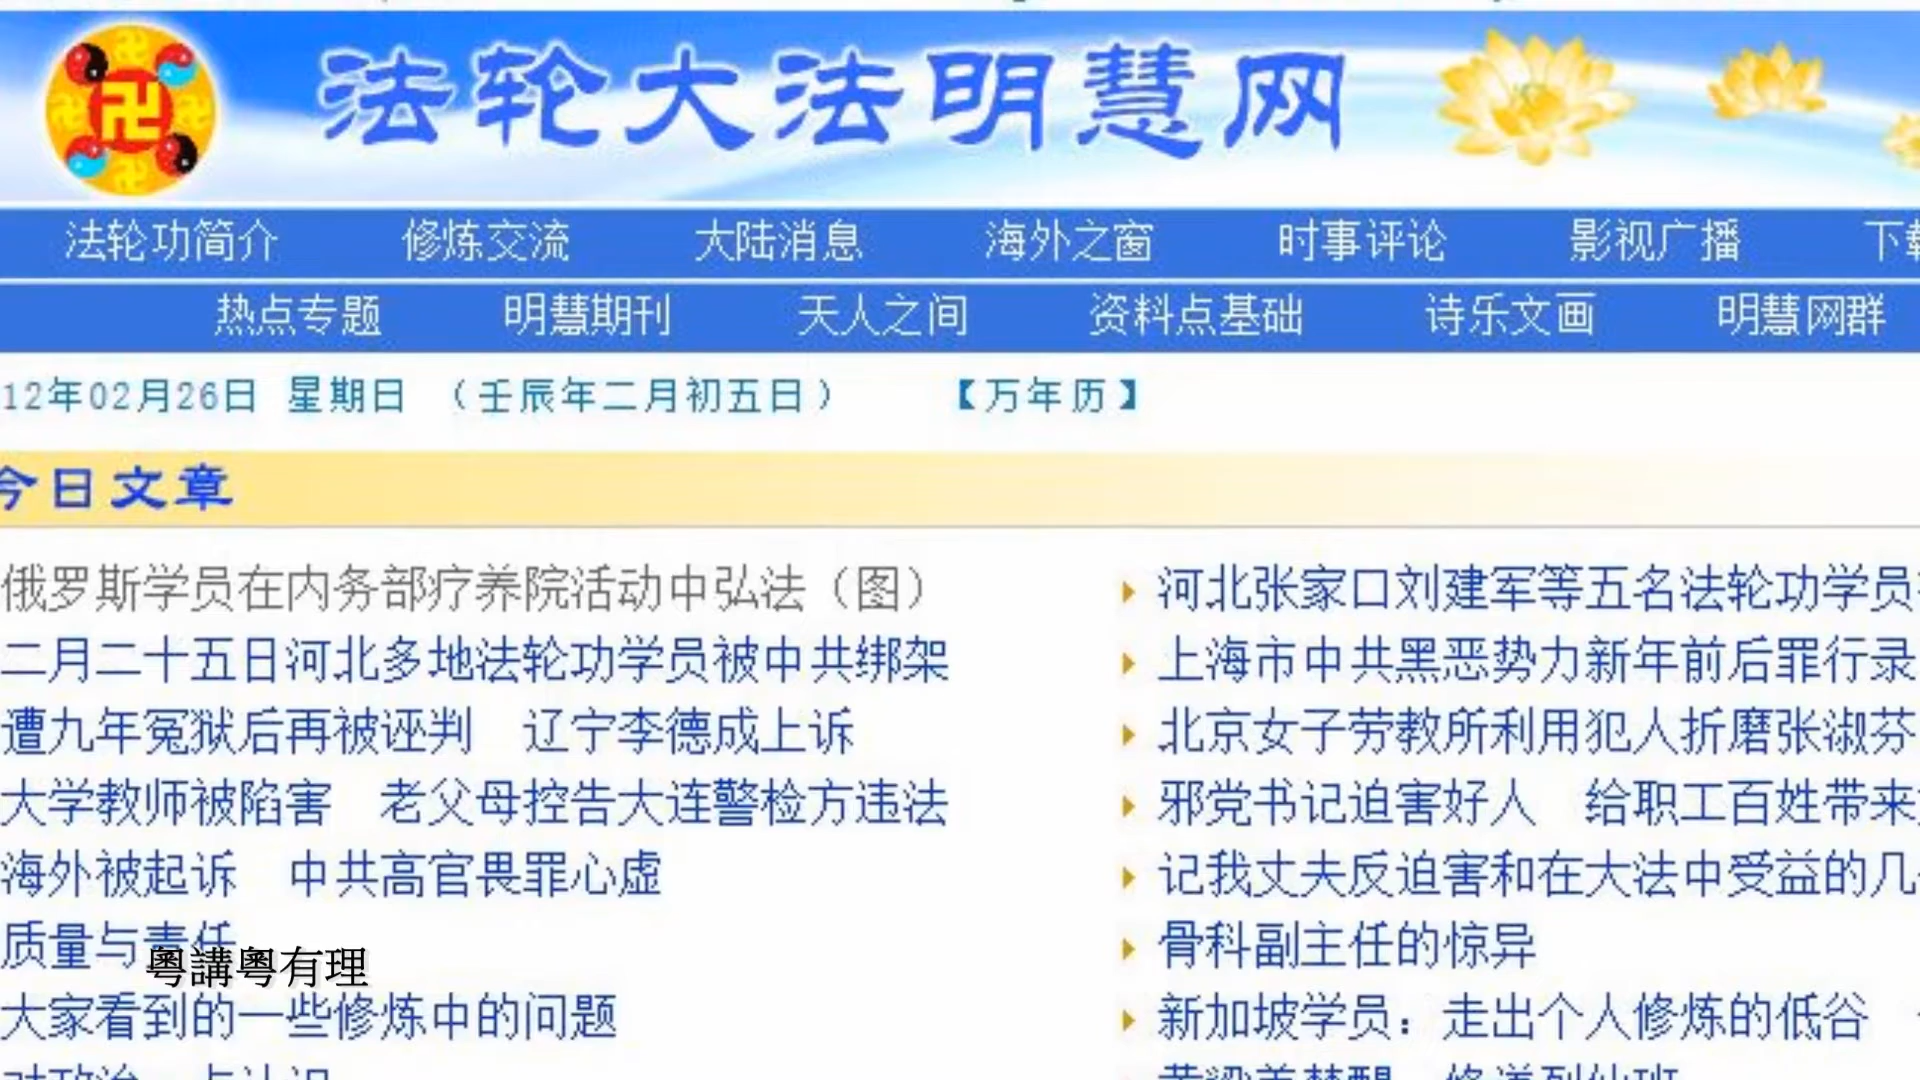 法轮大法明慧网
法轮功简介 修炼交流 大陆消息 海外之窗 时事评论 影视广播 下载
热点专题 明慧期刊 天人之间 资料点基础 诗乐文画 明慧网群
12年02月26日 星期日 （壬辰年二月初五日） 【万年历】
今日文章
俄罗斯学员在内务部疗养院活动中弘法（图）
二月二十五日河北多地法轮功学员被中共绑架
遭九年冤狱后再被诬判 辽宁李德成上诉
大学教师被陷害 老父母控告大连警检方违法
海外被起诉 中共高官畏罪心虚
质量与责任
大家看到的一些修炼中的问题
河北张家口刘建军等五名法轮功学员
上海市中共黑恶势力新年前后罪行录
北京女子劳教所利用犯人折磨张淑芬
邪党书记迫害好人 给职工百姓带来
记我丈夫反迫害和在大法中受益的几
骨科副主任的惊异
新加坡学员：走出个人修炼的低谷
粵講粵有理